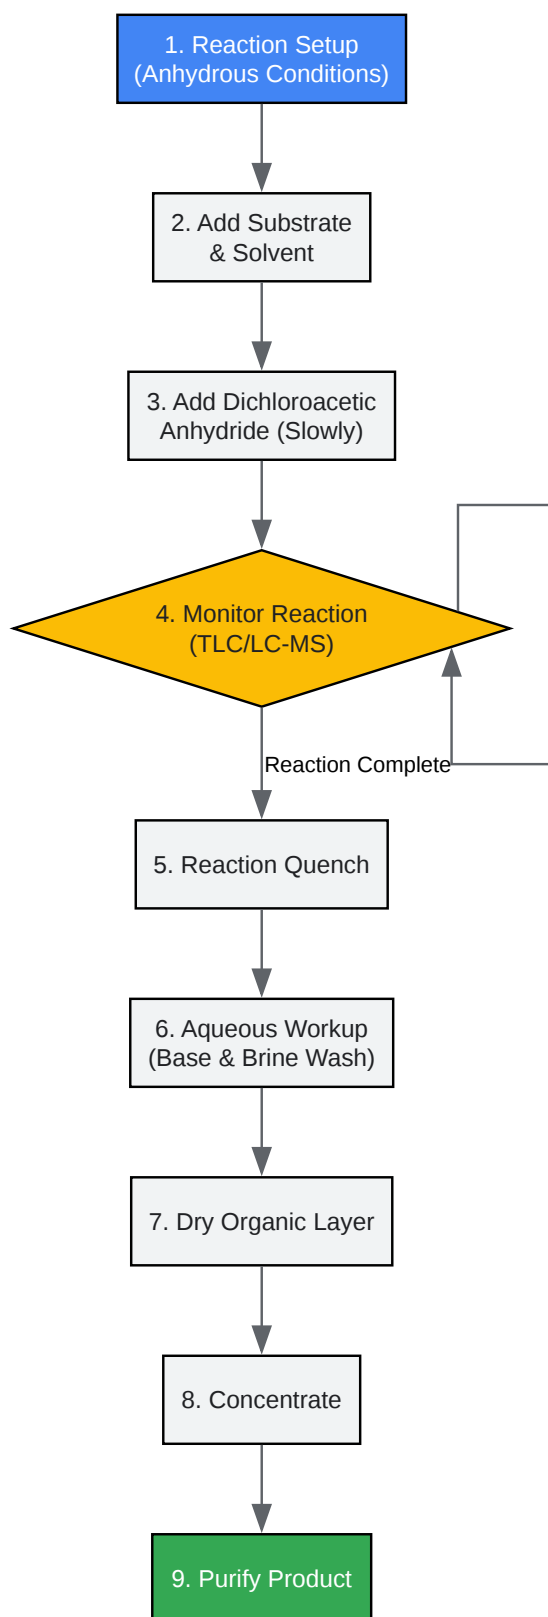 1. Reaction Setup
(Anhydrous Conditions)
2. Add Substrate
& Solvent
3. Add Dichloroacetic
Anhydride (Slowly)
4. Monitor Reaction
(TLC/LC-MS)
Reaction Complete
5. Reaction Quench
6. Aqueous Workup
(Base & Brine Wash)
7. Dry Organic Layer
8. Concentrate
9. Purify Product